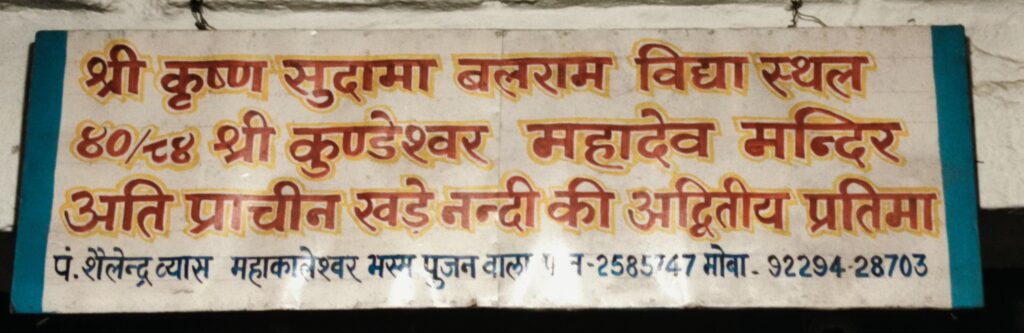 श्री कृष्ण सुदामा बलराम विद्या स्थल
४०/८४ श्री कुण्डेश्वर महादेव मन्दिर
अति प्राचीन खड़े नन्दी की अद्वितीय प्रतिमा
पं. शैलेन्द्र व्यास महाकालेश्वर भस्म पुजन वाला मोबा. 92294-28703